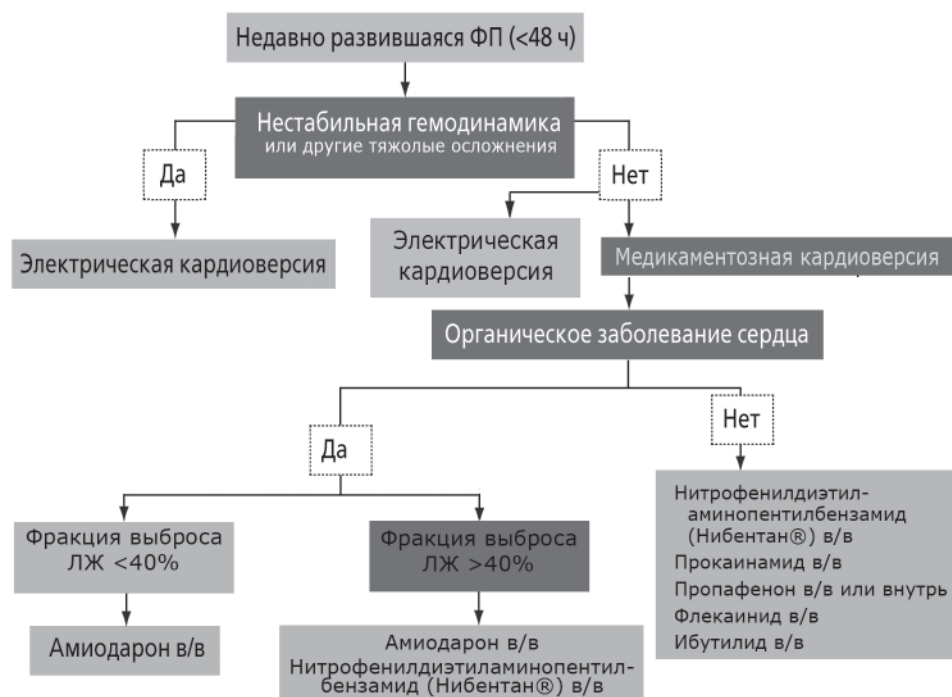 Недавно развившаяся ФП (<48 ч)
Нестабильная гемодинамика
или другие тяжолые осложнения
Да
Нет
Электрическая кардиоверсия
Электрическая
кардиоверсия
Медикаментозная кардиоверсия
Органическое заболевание сердца
Да
Нет
Фракция выброса
ЛЖ <40%
Фракция выброса
ЛЖ >40%
Нитрофенилдиэтил-
аминопентилбензамид
(Нибентан®) в/в
Прокаинамид в/в
Пропафенон в/в или внутрь
Флекаинид в/в
Ибутилид в/в
Амиодарон в/в
Амиодарон в/в
Нитрофенилдиэтиламинопентил-
бензамид (Нибентан®) в/в